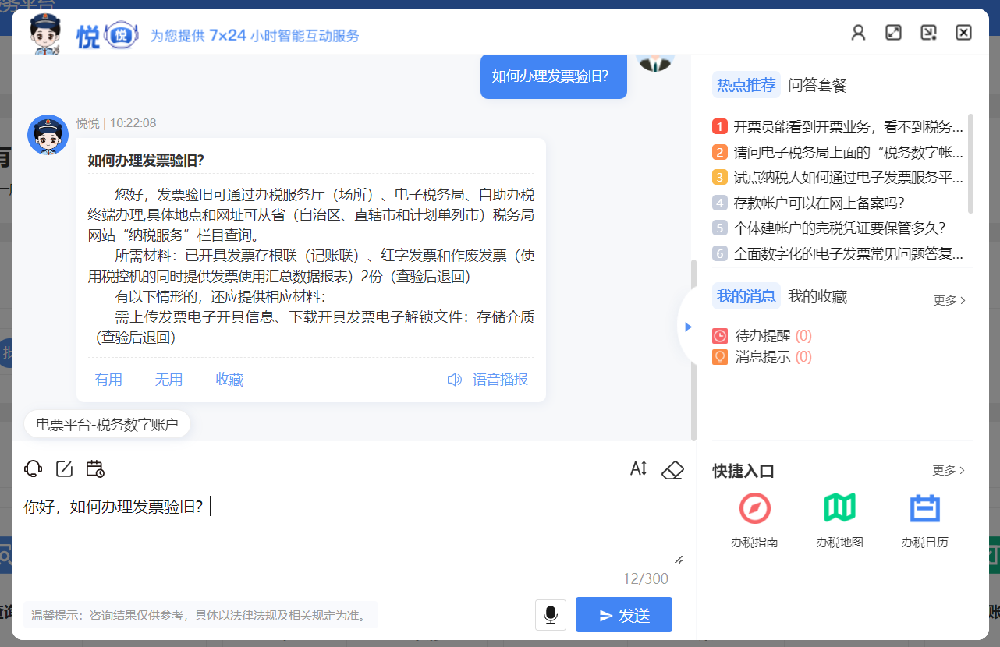 务平台
悦 悦 为您提供 7×24 小时智能互动服务
如何办理发票验旧？
悦悦 | 10:22:08
如何办理发票验旧？
您好，发票验旧可通过办税服务厅（场所）、电子税务局、自助办税
终端办理,具体地点和网址可从省（自治区、直辖市和计划单列市）税务局
网站“纳税服务”栏目查询。
所需材料：已开具发票存根联（记账联）、红字发票和作废发票（使
用税控机的同时提供发票使用汇总数据报表）2份（查验后退回）
有以下情形的，还应提供相应材料：
需上传发票电子开具信息、下载开具发票电子解锁文件：存储介质
（查验后退回）
有用 无用 收藏 语音播报
电票平台-税务数字账户
你好，如何办理发票验旧？
12/300
温馨提示：咨询结果仅供参考，具体以法律法规及相关规定为准。
发送
热点推荐 问答套餐
1 开票员能看到开票业务，看不到税务...
2 请问电子税务局上面的“税务数字帐...
3 试点纳税人如何通过电子发票服务平...
4 存款帐户可以在网上备案吗？
5 个体建帐户的完税凭证要保管多久？
6 全面数字化的电子发票常见问题答复...
我的消息 我的收藏 更多
待办提醒 (0)
消息提示 (0)
快捷入口 更多
办税指南 办税地图 办税日历